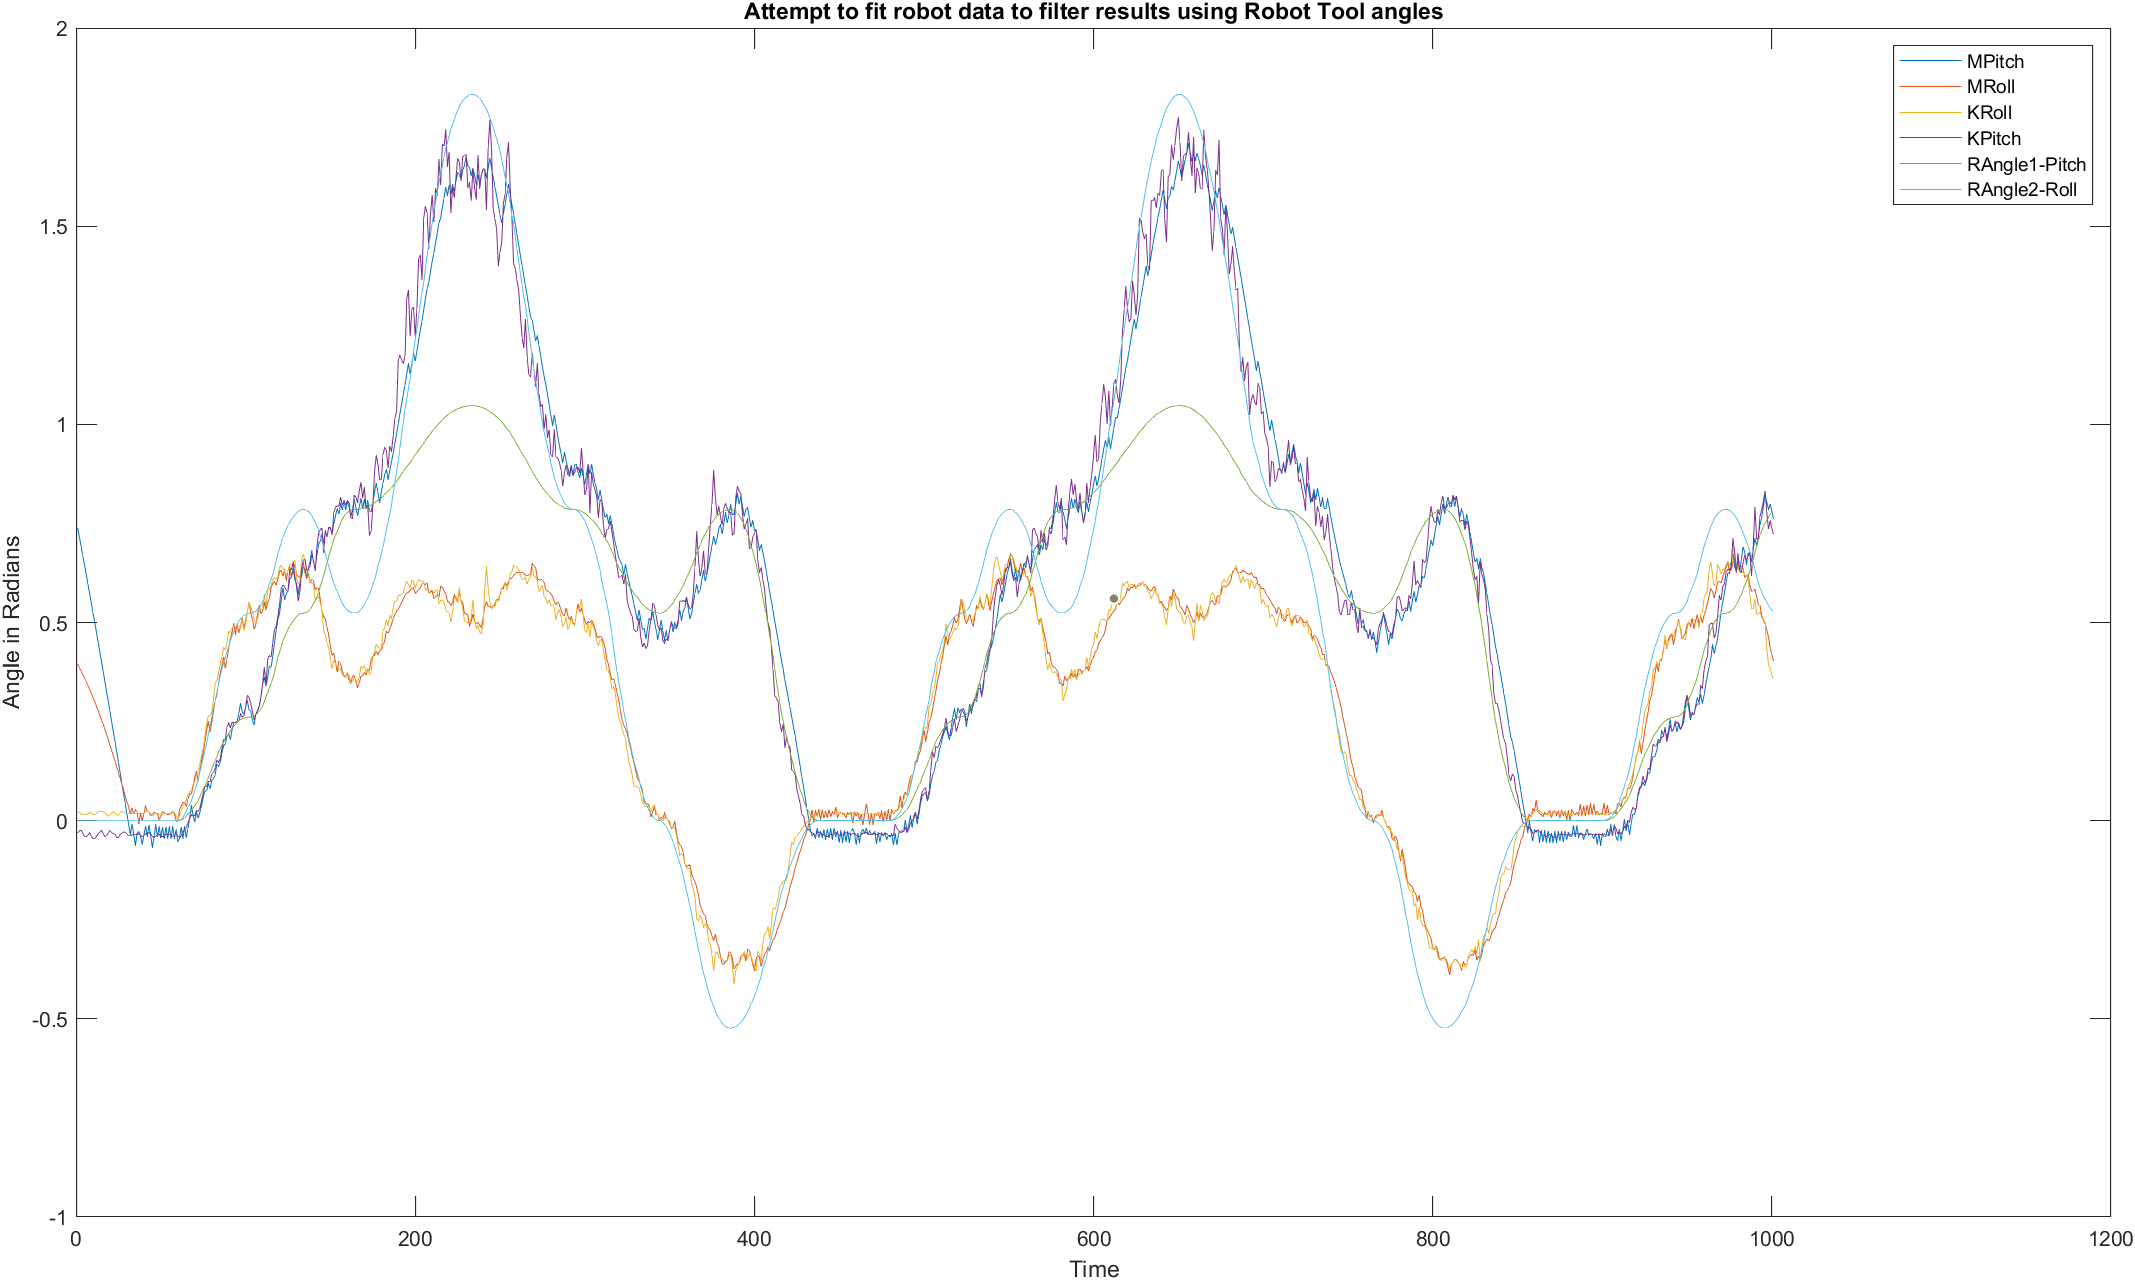 Attempt to fit robot data to filter results using Robot Tool angles
2
1.5
1
0.5
0
-0.5
-1
Angle in Radians
MPitch
MRoll
KRoll
KPitch
RAngle1-Pitch
RAngle2-Roll
0 200 400 600 800 1000 1200
Time